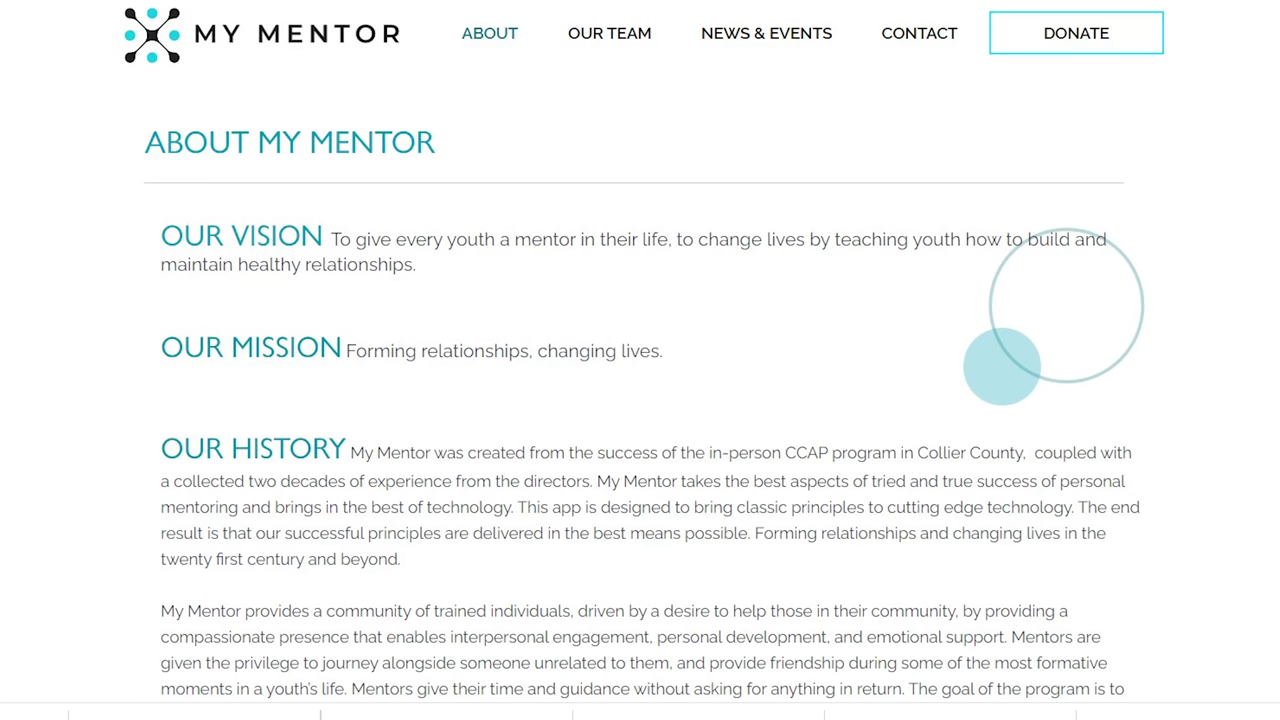 MY MENTOR
ABOUT
OUR TEAM
NEWS & EVENTS
CONTACT
DONATE
ABOUT MY MENTOR
OUR VISION To give every youth a mentor in their life, to change lives by teaching youth how to build and
maintain healthy relationships.
OUR MISSION Forming relationships, changing lives.
OUR HISTORY My Mentor was created from the success of the in-person CCAP program in Collier County, coupled with
a collected two decades of experience from the directors. My Mentor takes the best aspects of tried and true success of personal
mentoring and brings in the best of technology. This app is designed to bring classic principles to cutting edge technology. The end
result is that our successful principles are delivered in the best means possible. Forming relationships and changing lives in the
twenty first century and beyond.
My Mentor provides a community of trained individuals, driven by a desire to help those in their community, by providing a
compassionate presence that enables interpersonal engagement, personal development, and emotional support. Mentors are
given the privilege to journey alongside someone unrelated to them, and provide friendship during some of the most formative
moments in a youth's life. Mentors give their time and guidance without asking for anything in return. The goal of the program is to